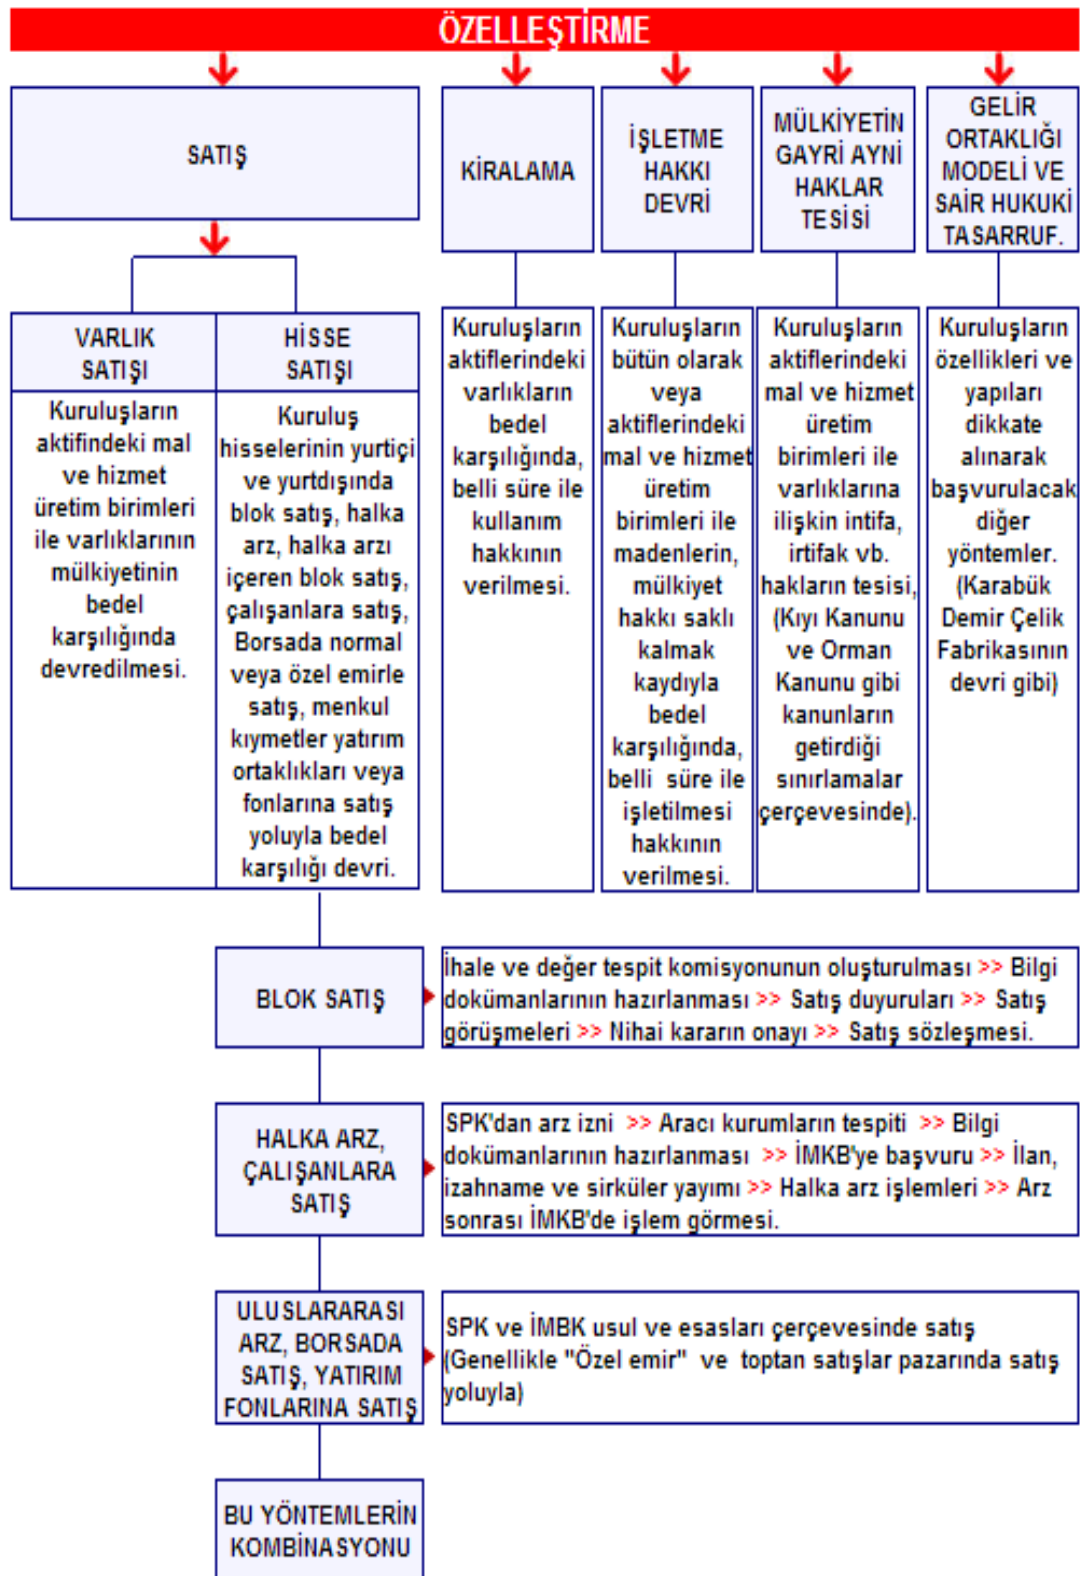 ÖZELLEŞTİRME
SATIŞ
KİRALAMA
İŞLETME
HAKKI
DEVRİ
MÜLKİYETİN
GAYRİ AYNİ
HAKLAR
TESİSİ
GELİR
ORTAKLIĞI
MODELİ VE
SAİR HUKUKİ
TASARRUF.
VARLIK
SATIŞI
Kuruluşların
aktifindeki mal
ve hizmet
üretim birimleri
ile varlıklarının
mülkiyetinin
bedel
karşılığında
devredilmesi.
HİSSE
SATIŞI
Kuruluş
hisselerinin yurtiçi
ve yurtdışında
blok satış, halka
arz, halka arzı
içeren blok satış,
çalışanlara satış,
Borsada normal
veya özel emirle
satış, menkul
kıymetler yatırım
ortaklıkları veya
fonlarına satış
yoluyla bedel
karşılığı devri.
Kuruluşların
aktiflerindeki
varlıkların
bedel
karşılığında,
belli süre ile
kullanım
hakkının
verilmesi.
Kuruluşların
bütün olarak
veya
aktiflerindeki
mal ve hizmet
üretim
birimleri ile
madenlerin,
mülkiyet
hakkı saklı
kalmak
kaydıyla
bedel
karşılığında,
belli süre ile
işletilmesi
hakkının
verilmesi.
Kuruluşların
aktiflerindeki
mal ve hizmet
üretim
birimleri ile
varlıklarına
ilişkin intifa,
irtifak vb.
hakların tesisi,
(Kıyı Kanunu
ve Orman
Kanunu gibi
kanunların
getirdiği
sınırlamalar
çerçevesinde).
Kuruluşların
özellikleri ve
yapıları
dikkate
alınarak
başvurulacak
diğer
yöntemler.
(Karabük
Demir Çelik
Fabrikasının
devri gibi)
BLOK SATIŞ
İhale ve değer tespit komisyonunun oluşturulması >> Bilgi
dokümanlarının hazırlanması >> Satış duyuruları >> Satış
görüşmeleri >> Nihai kararın onayı >> Satış sözleşmesi.
HALKA ARZ,
ÇALIŞANLARA
SATIŞ
SPK'dan arz izni >> Aracı kurumların tespiti >> Bilgi
dokümanlarının hazırlanması >> İMKB'ye başvuru >> İlan,
izahname ve sirküler yayımı >> Halka arz işlemleri >> Arz
sonrası İMKB'de işlem görmesi.
ULUSLARARASI
ARZ, BORSADA
SATIŞ, YATIRIM
FONLARINA SATIŞ
SPK ve İMBK usul ve esasları çerçevesinde satış
(Genellikle "Özel emir" ve toptan satışlar pazarında satış
yoluyla)
BU YÖNTEMLERİN
KOMBİNASYONU